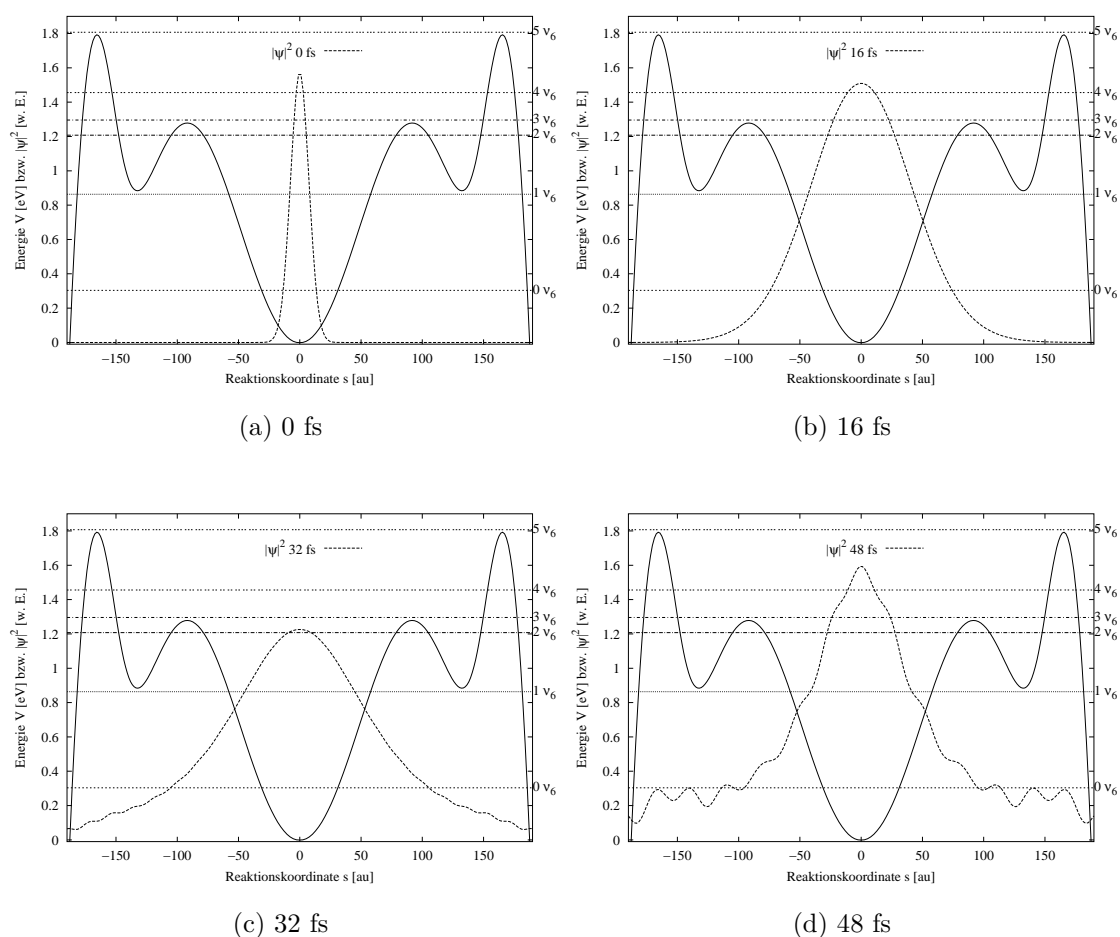 |ψ|² 0 fs
Energie V [eV] bzw. |ψ|² [w. E.]
0
0.2
0.4
0.6
0.8
1
1.2
1.4
1.6
1.8
−150
−100
−50
0
50
100
150
Reaktionskoordinate s [au]
5 ν₆
4 ν₆
3 ν₆
2 ν₆
1 ν₆
0 ν₆
(a) 0 fs
|ψ|² 16 fs
Energie V [eV] bzw. |ψ|² [w. E.]
0
0.2
0.4
0.6
0.8
1
1.2
1.4
1.6
1.8
−150
−100
−50
0
50
100
150
Reaktionskoordinate s [au]
5 ν₆
4 ν₆
3 ν₆
2 ν₆
1 ν₆
0 ν₆
(b) 16 fs
|ψ|² 32 fs
Energie V [eV] bzw. |ψ|² [w. E.]
0
0.2
0.4
0.6
0.8
1
1.2
1.4
1.6
1.8
−150
−100
−50
0
50
100
150
Reaktionskoordinate s [au]
5 ν₆
4 ν₆
3 ν₆
2 ν₆
1 ν₆
0 ν₆
(c) 32 fs
|ψ|² 48 fs
Energie V [eV] bzw. |ψ|² [w. E.]
0
0.2
0.4
0.6
0.8
1
1.2
1.4
1.6
1.8
−150
−100
−50
0
50
100
150
Reaktionskoordinate s [au]
5 ν₆
4 ν₆
3 ν₆
2 ν₆
1 ν₆
0 ν₆
(d) 48 fs